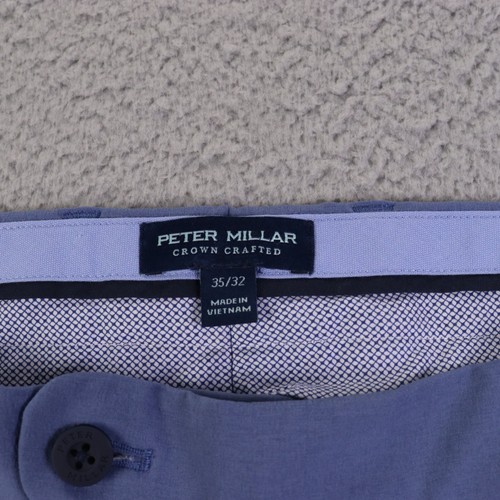 PETER MILLAR
CROWN CRAFTED
35/32
MADE IN
VIETNAM